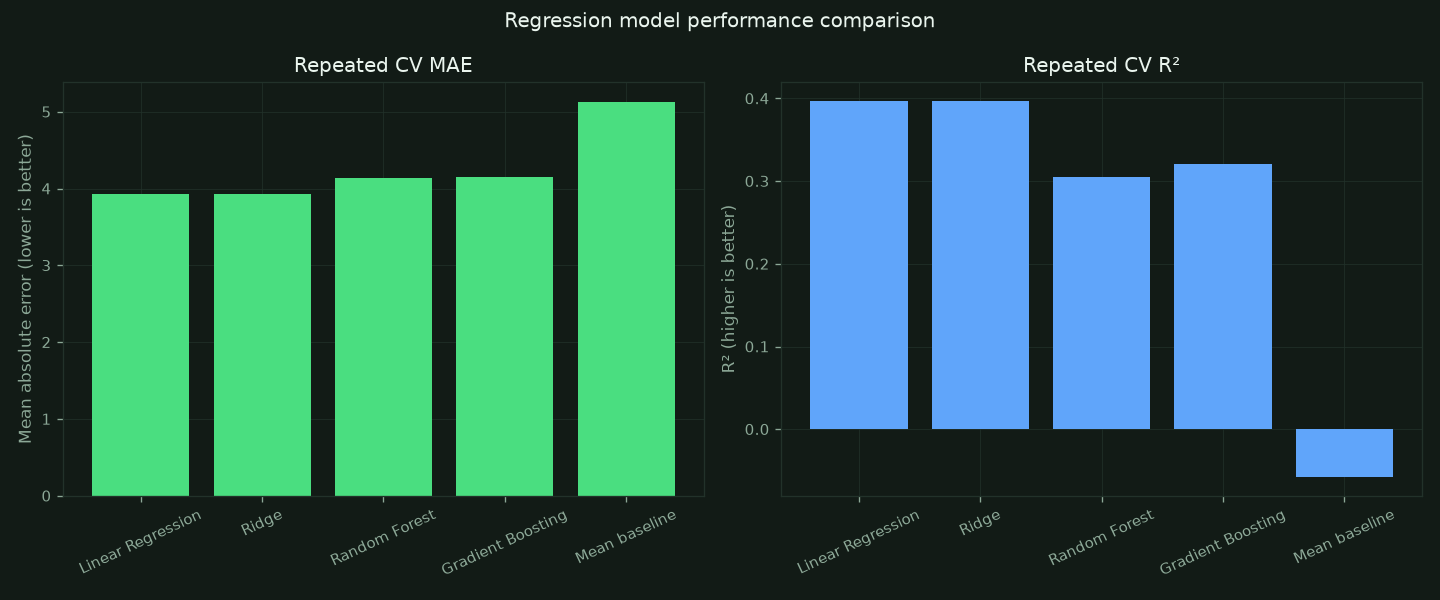 Regression model performance comparison
Repeated CV MAE
Mean absolute error (lower is better)
5
4
3
2
1
0
Linear Regression
Ridge
Random Forest
Gradient Boosting
Mean baseline
Repeated CV R²
R² (higher is better)
0.4
0.3
0.2
0.1
0.0
Linear Regression
Ridge
Random Forest
Gradient Boosting
Mean baseline